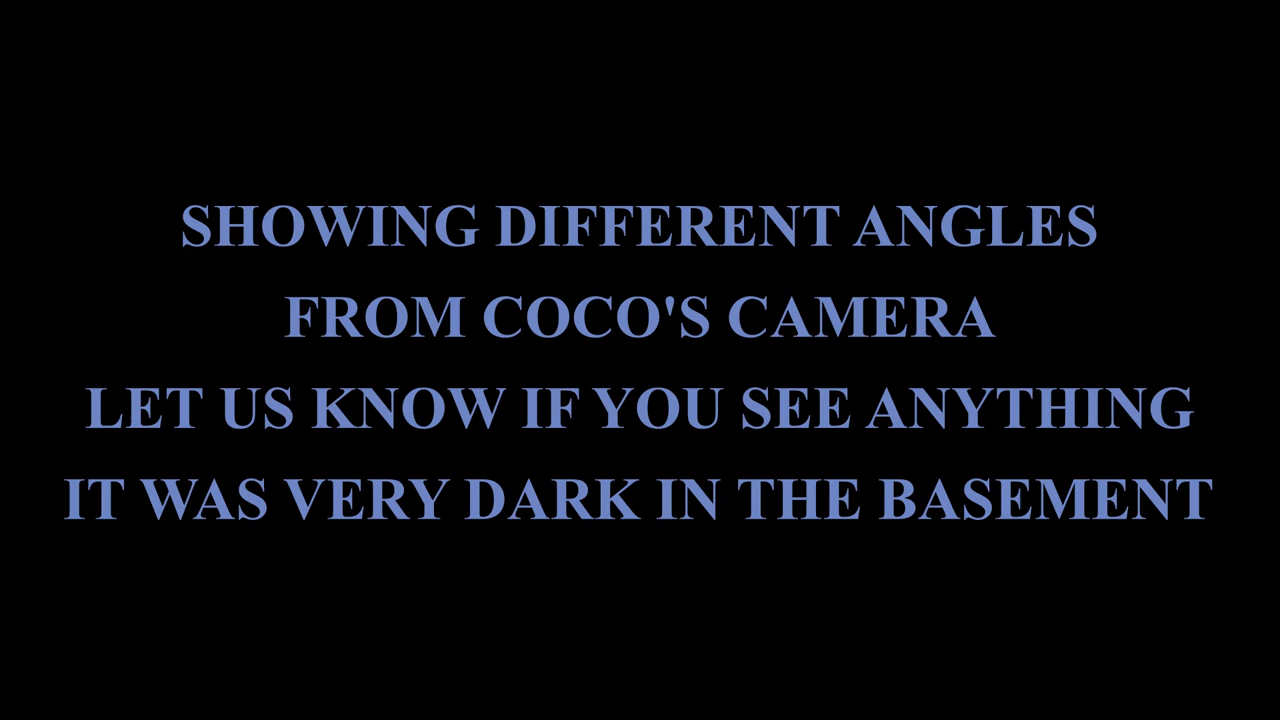 SHOWING DIFFERENT ANGLES
FROM COCO'S CAMERA
LET US KNOW IF YOU SEE ANYTHING
IT WAS VERY DARK IN THE BASEMENT